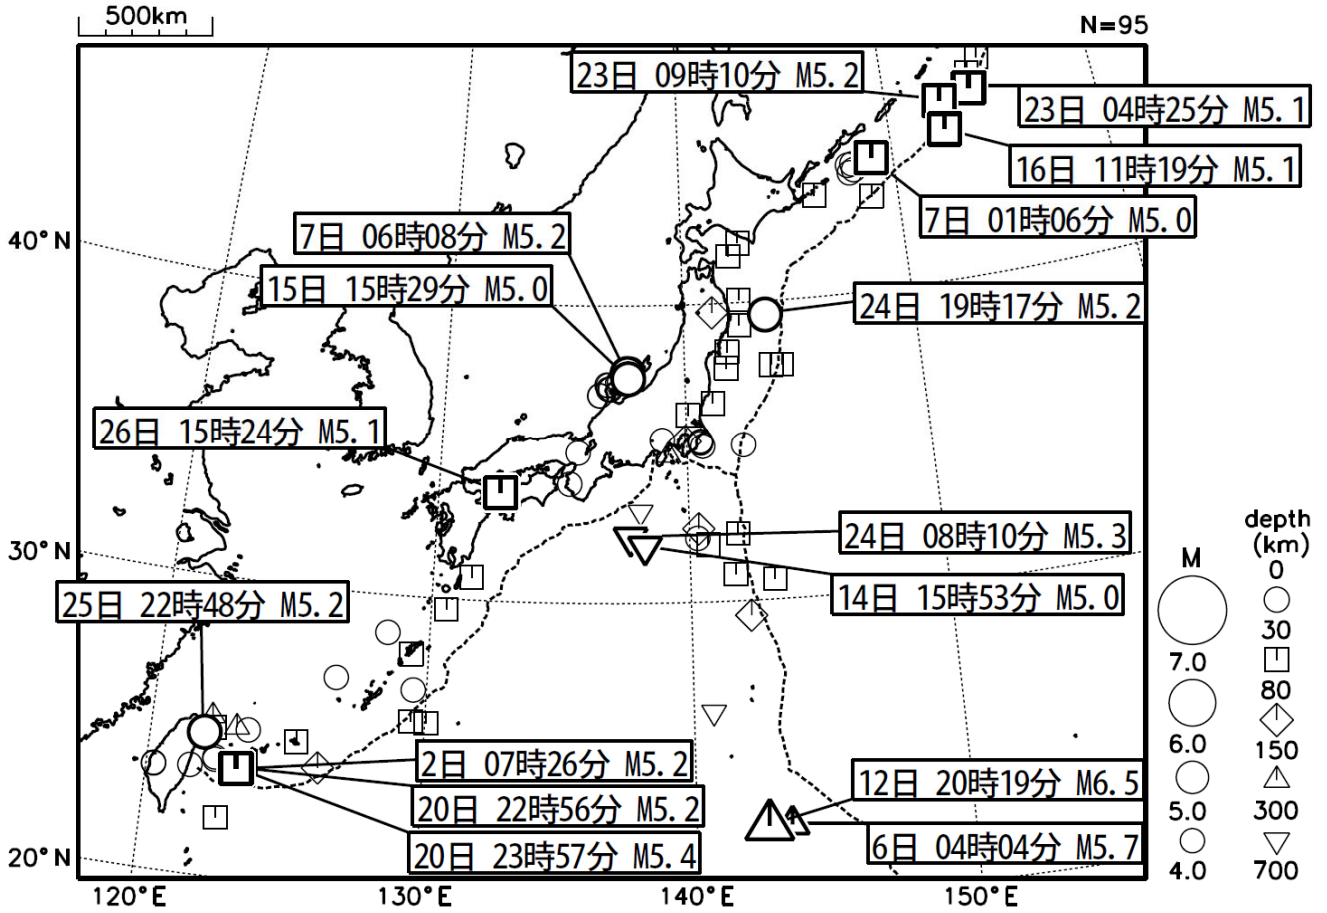 500km
N=95
23日 09時10分 M5.2
23日 04時25分 M5.1
16日 11時19分 M5.1
7日 01時06分 M5.0
7日 06時08分 M5.2
40°N
15日 15時29分 M5.0
24日 19時17分 M5.2
26日 15時24分 M5.1
24日 08時10分 M5.3
30°N
14日 15時53分 M5.0
25日 22時48分 M5.2
2日 07時26分 M5.2
20日 22時56分 M5.2
20日 23時57分 M5.4
12日 20時19分 M6.5
6日 04時04分 M5.7
20°N
120°E
130°E
140°E
150°E
M
7.0
6.0
5.0
4.0
depth
(km)
0
30
80
150
300
700